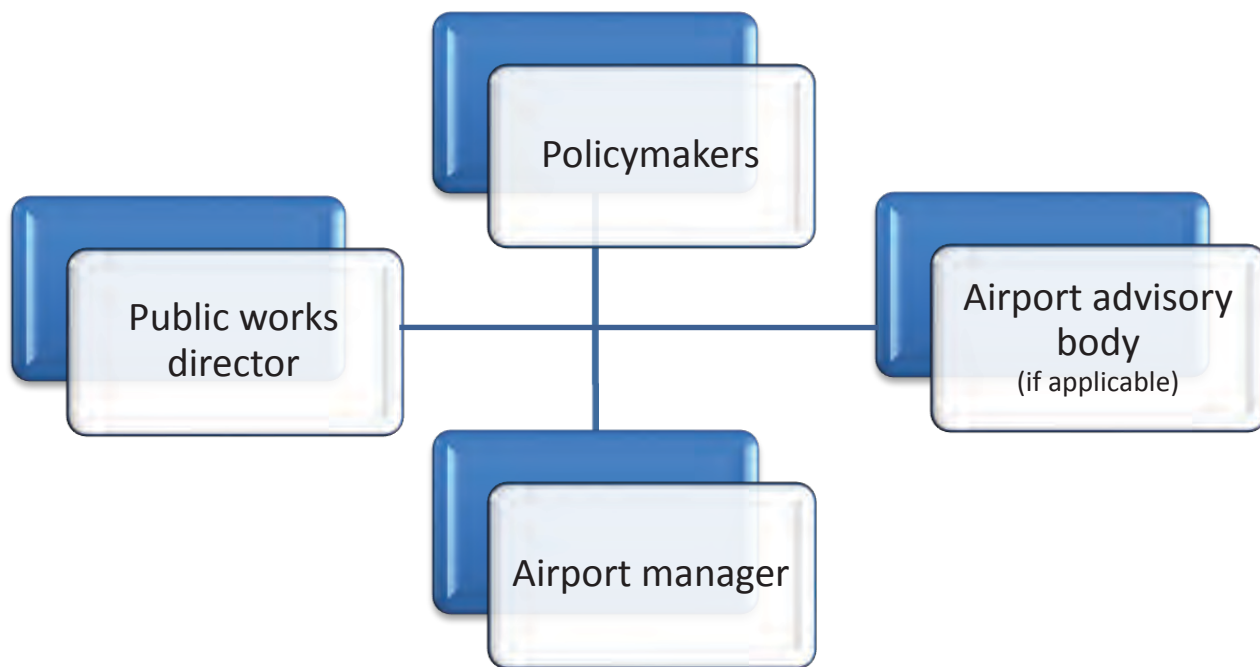 Policymakers
Public works
director
Airport advisory
body
(if applicable)
Airport manager